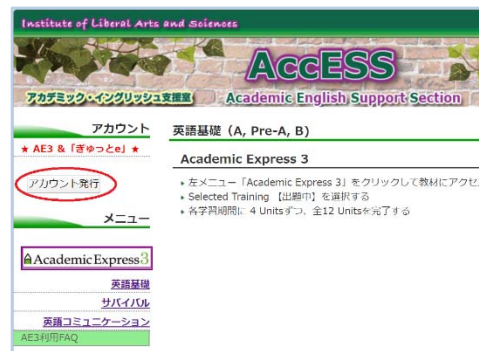 Institute of Liberal Arts and Sciences
AccESS
アカデミック・イングリッシュ支援室
Academic English Support Section
アカウント
★ AE3 & 「ぎゅっとe」★
アカウント発行
メニュー
Academic Express3
英語基礎
サバイバル
英語コミュニケーション
AE3利用FAQ
英語基礎 (A, Pre-A, B)
Academic Express 3
左メニュー「Academic Express 3」をクリックして教材にアクセ
Selected Training 【出題中】を選択する
各学習期間に 4 Unitsずつ、全12 Unitsを完了する